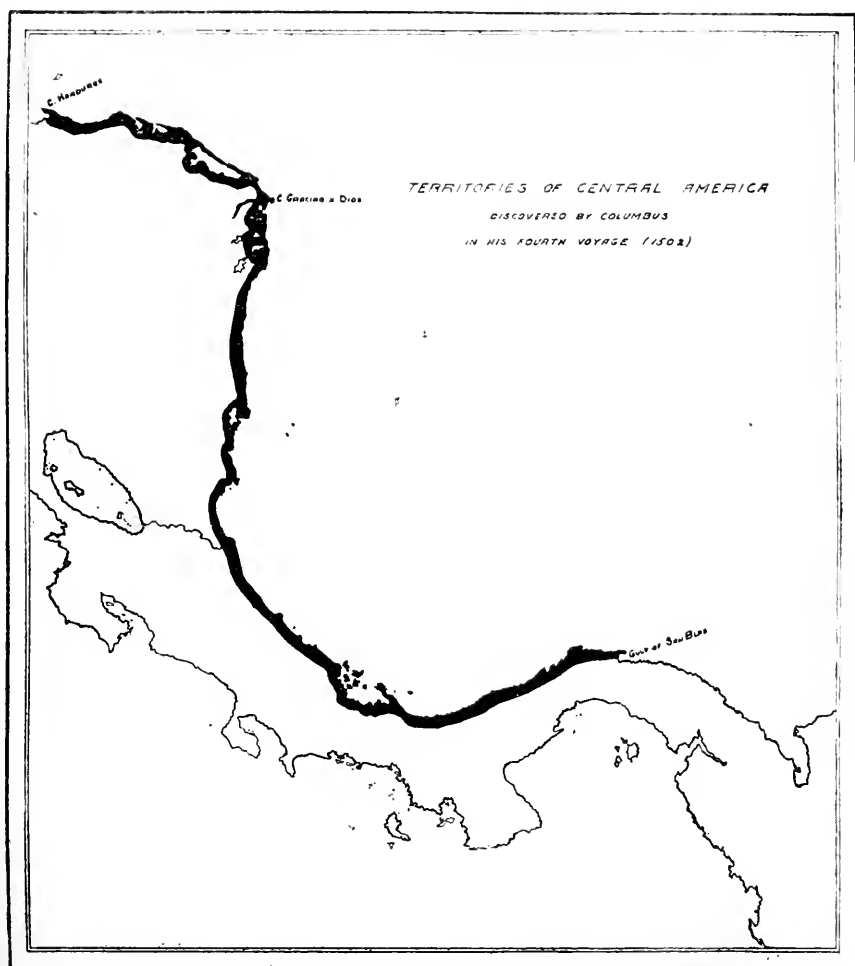 C. HONDURAS
C. GRACIAS A DIOS
TERRITORIES OF CENTRAL AMERICA
DISCOVERED BY COLUMBUS
IN HIS FOURTH VOYAGE (1502)
GULF OF SAN BLAS